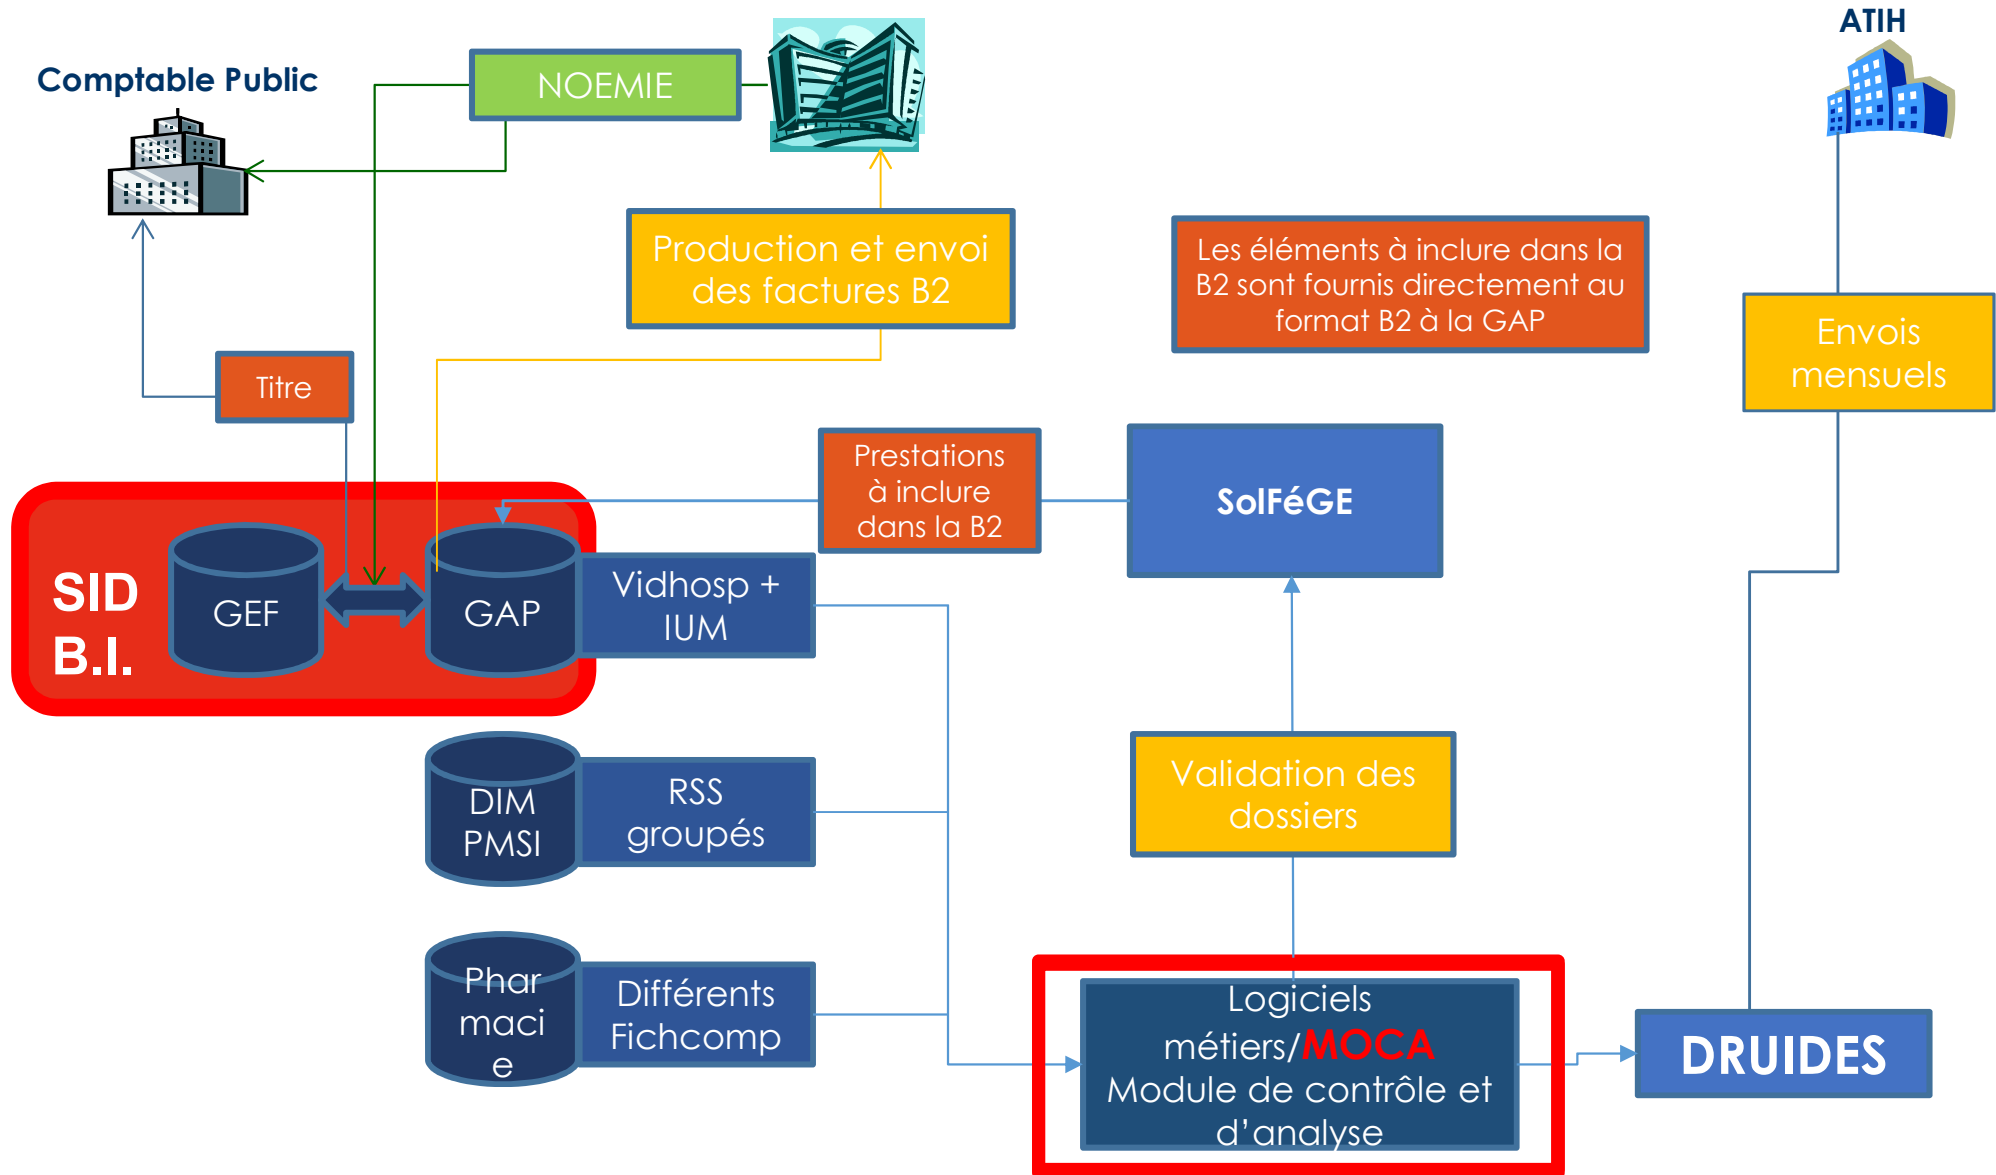 ATIH
Comptable Public
NOEMIE
Production et envoi
des factures B2
Les éléments à inclure dans la
B2 sont fournis directement au
format B2 à la GAP
Envois
mensuels
Titre
Prestations
à inclure
dans la B2
SolFéGE
SID
B.I.
GEF
GAP
Vidhosp +
IUM
DIM
PMSI
RSS
groupés
Validation des
dossiers
Phar
maci
e
Différents
Fichcomp
Logiciels
métiers/MOCA
Module de contrôle et
d’analyse
DRUIDES